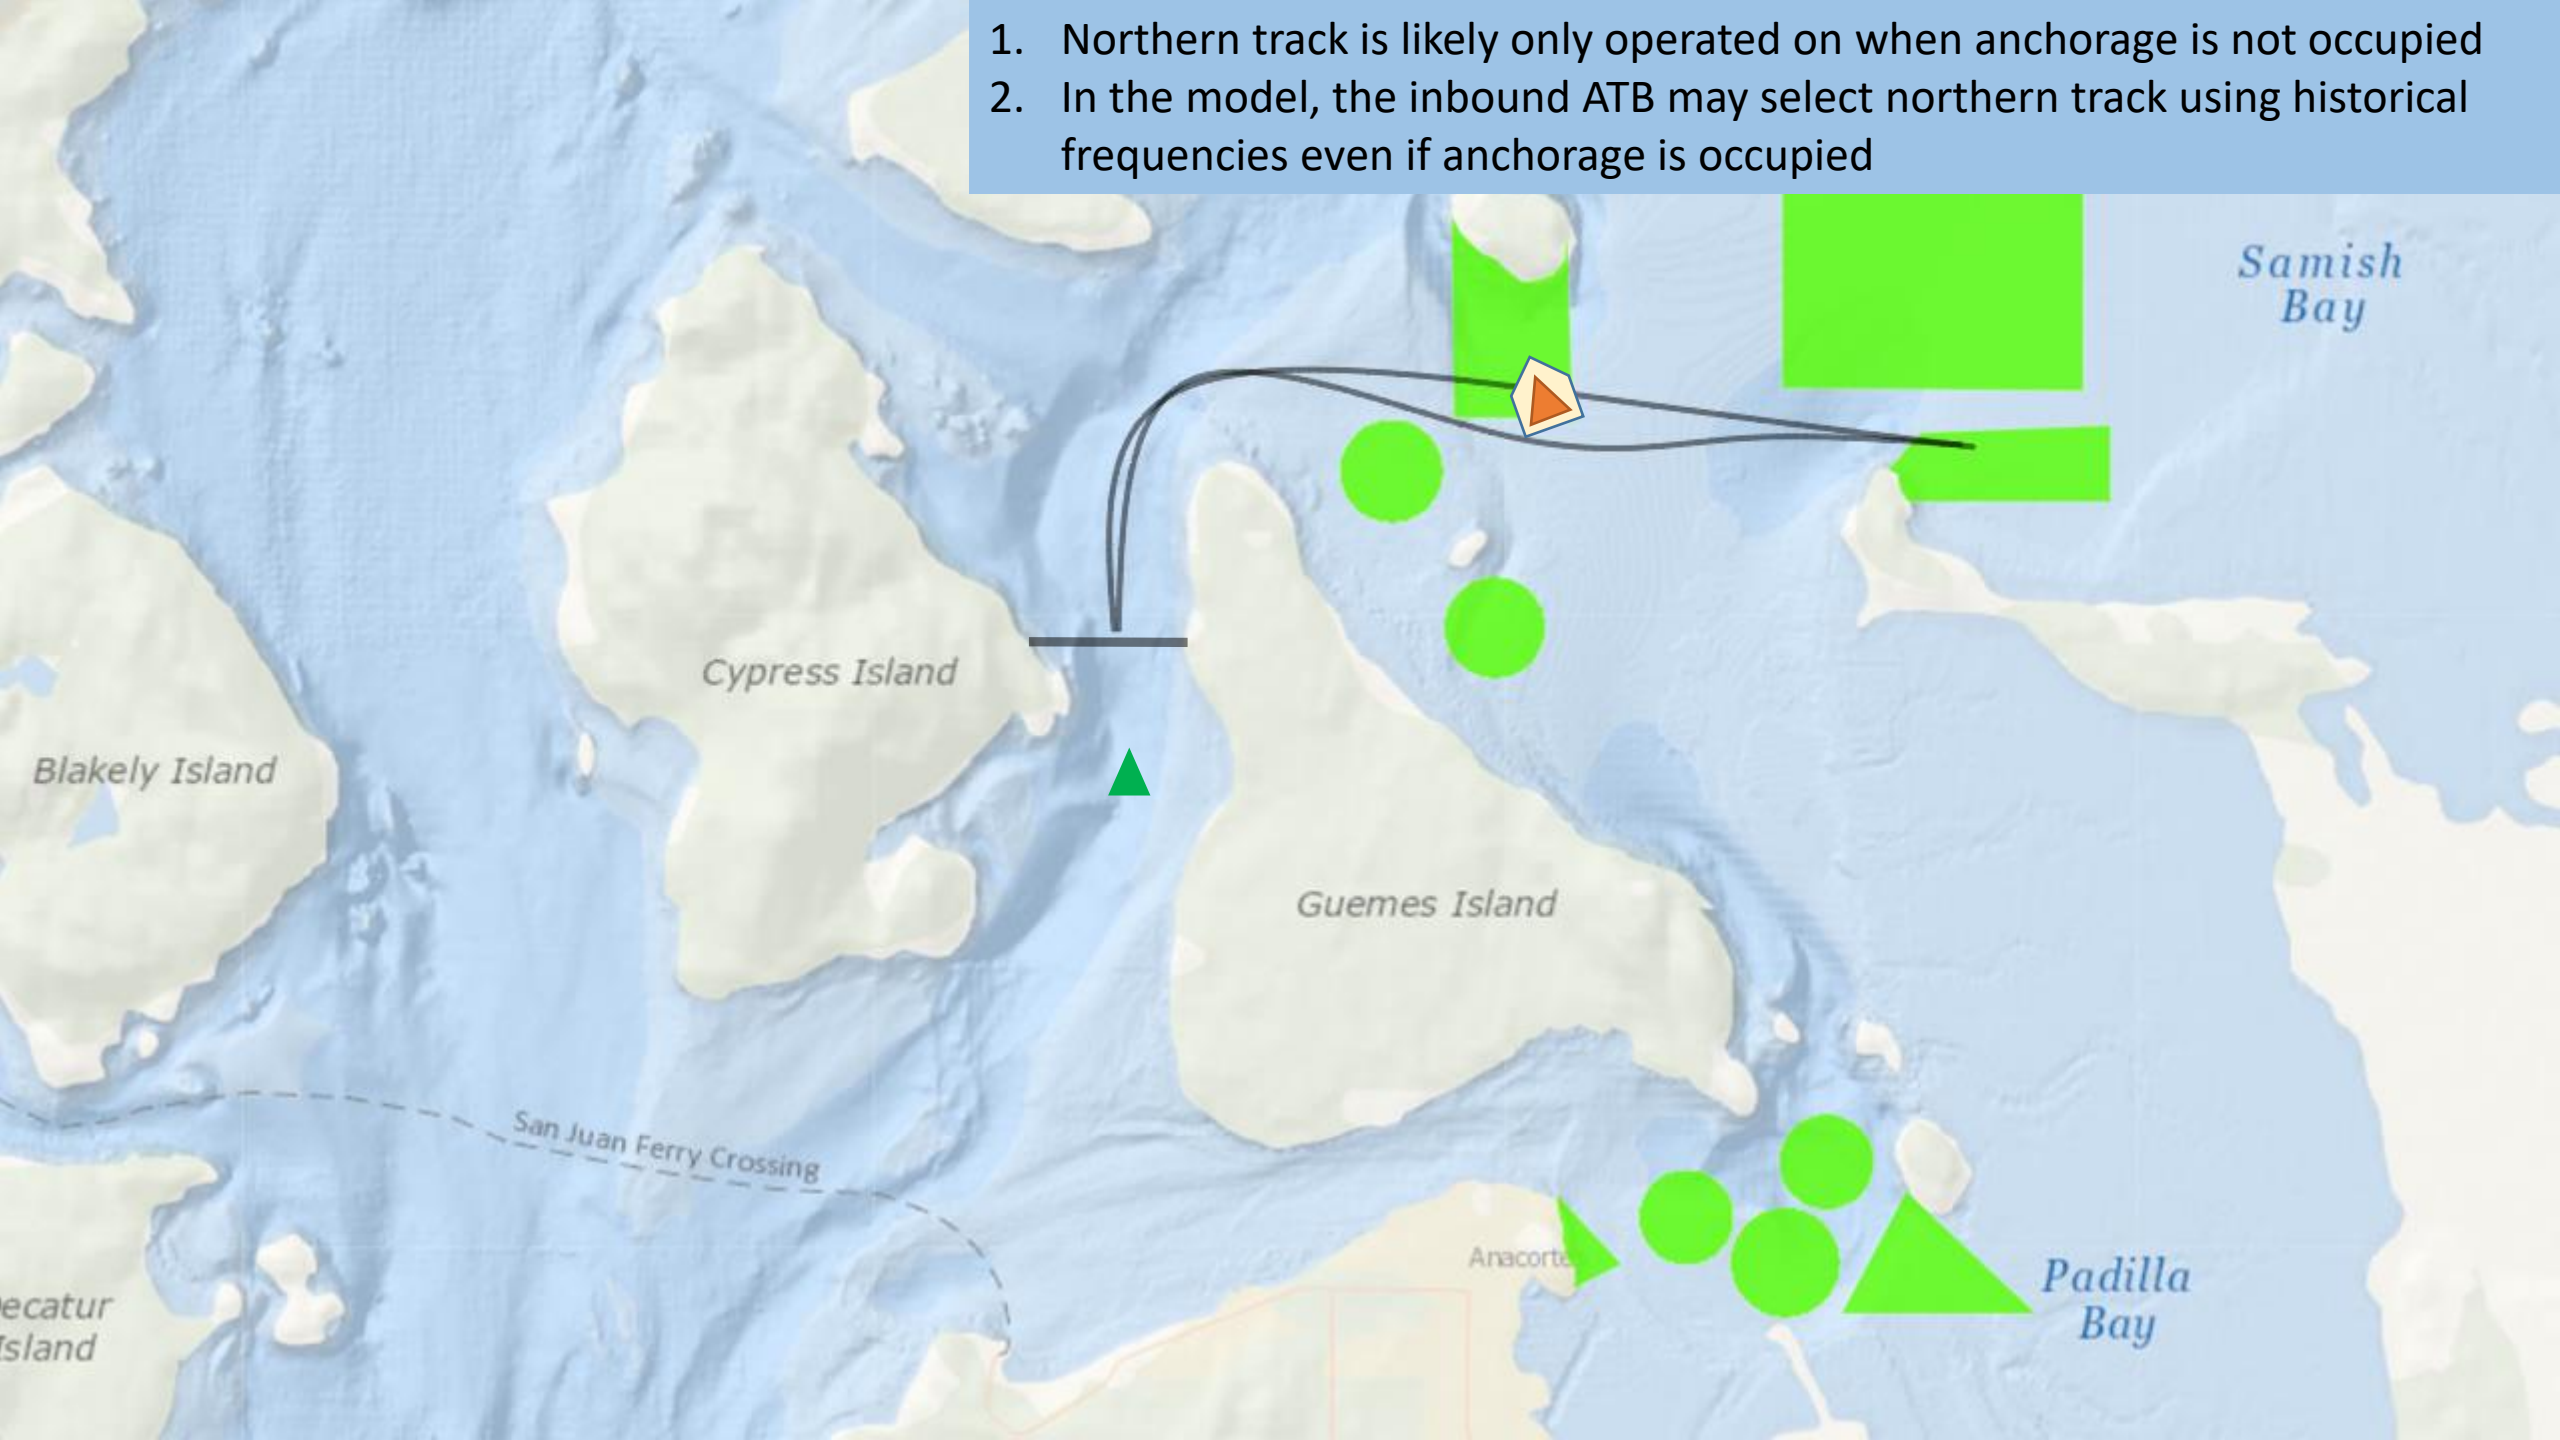 1. Northern track is likely only operated on when anchorage is not occupied
2. In the model, the inbound ATB may select northern track using historical
frequencies even if anchorage is occupied
Samish
Bay
Cypress Island
Blakely Island
Guemes Island
San Juan Ferry Crossing
Anacorte
Padilla
Bay
ecatur
Island